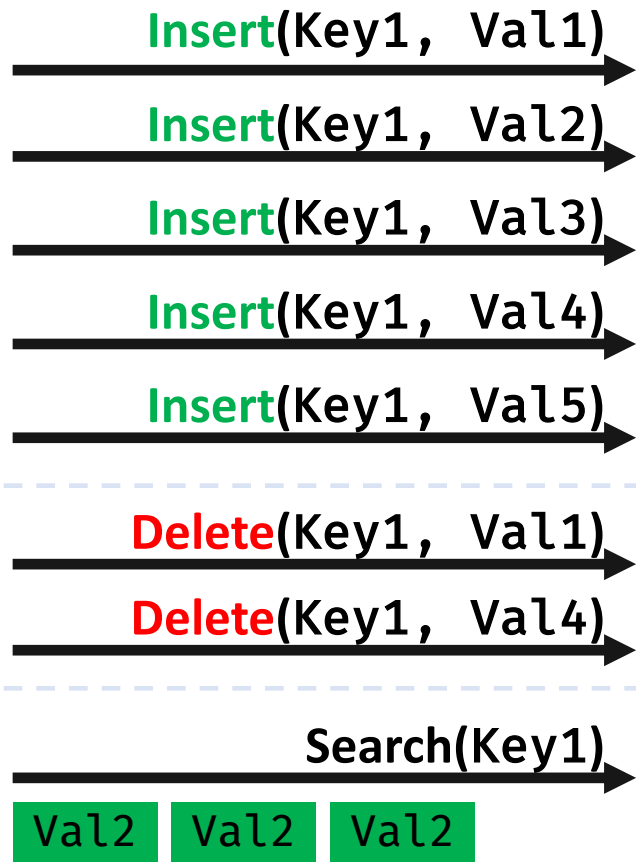 Insert(Key1, Val1)
Insert(Key1, Val2)
Insert(Key1, Val3)
Insert(Key1, Val4)
Insert(Key1, Val5)
Delete(Key1, Val1)
Delete(Key1, Val4)
Search(Key1)
Val2 Val2 Val2